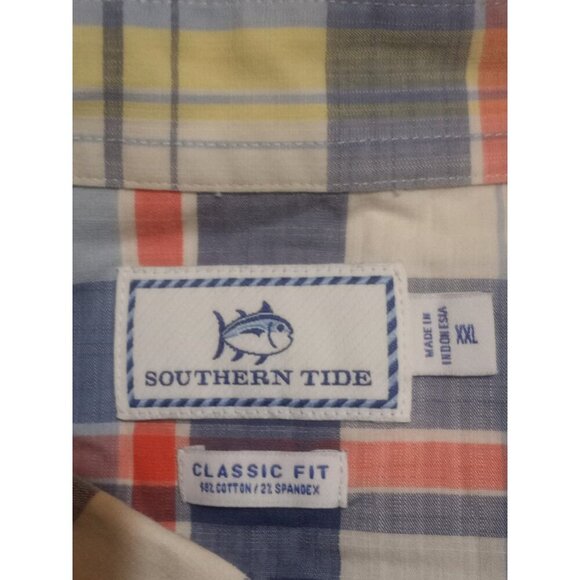 SOUTHERN TIDE
MADE IN
INDONESIA
XXL
CLASSIC FIT
98% COTTON / 2% SPANDEX